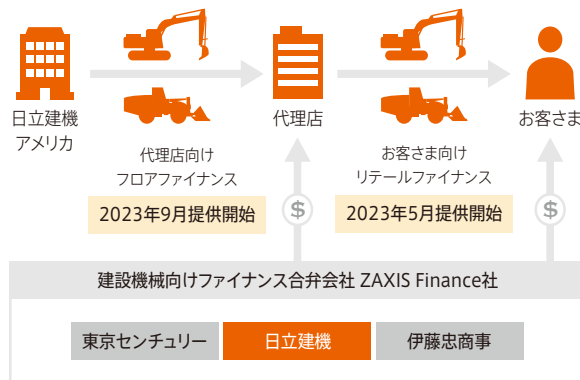 日立建機
アメリカ
代理店
お客さま
代理店向け
フロアファイナンス
2023年9月提供開始
お客さま向け
リテールファイナンス
2023年5月提供開始
$
$
建設機械向けファイナンス合弁会社 ZAXIS Finance社
東京センチュリー
日立建機
伊藤忠商事